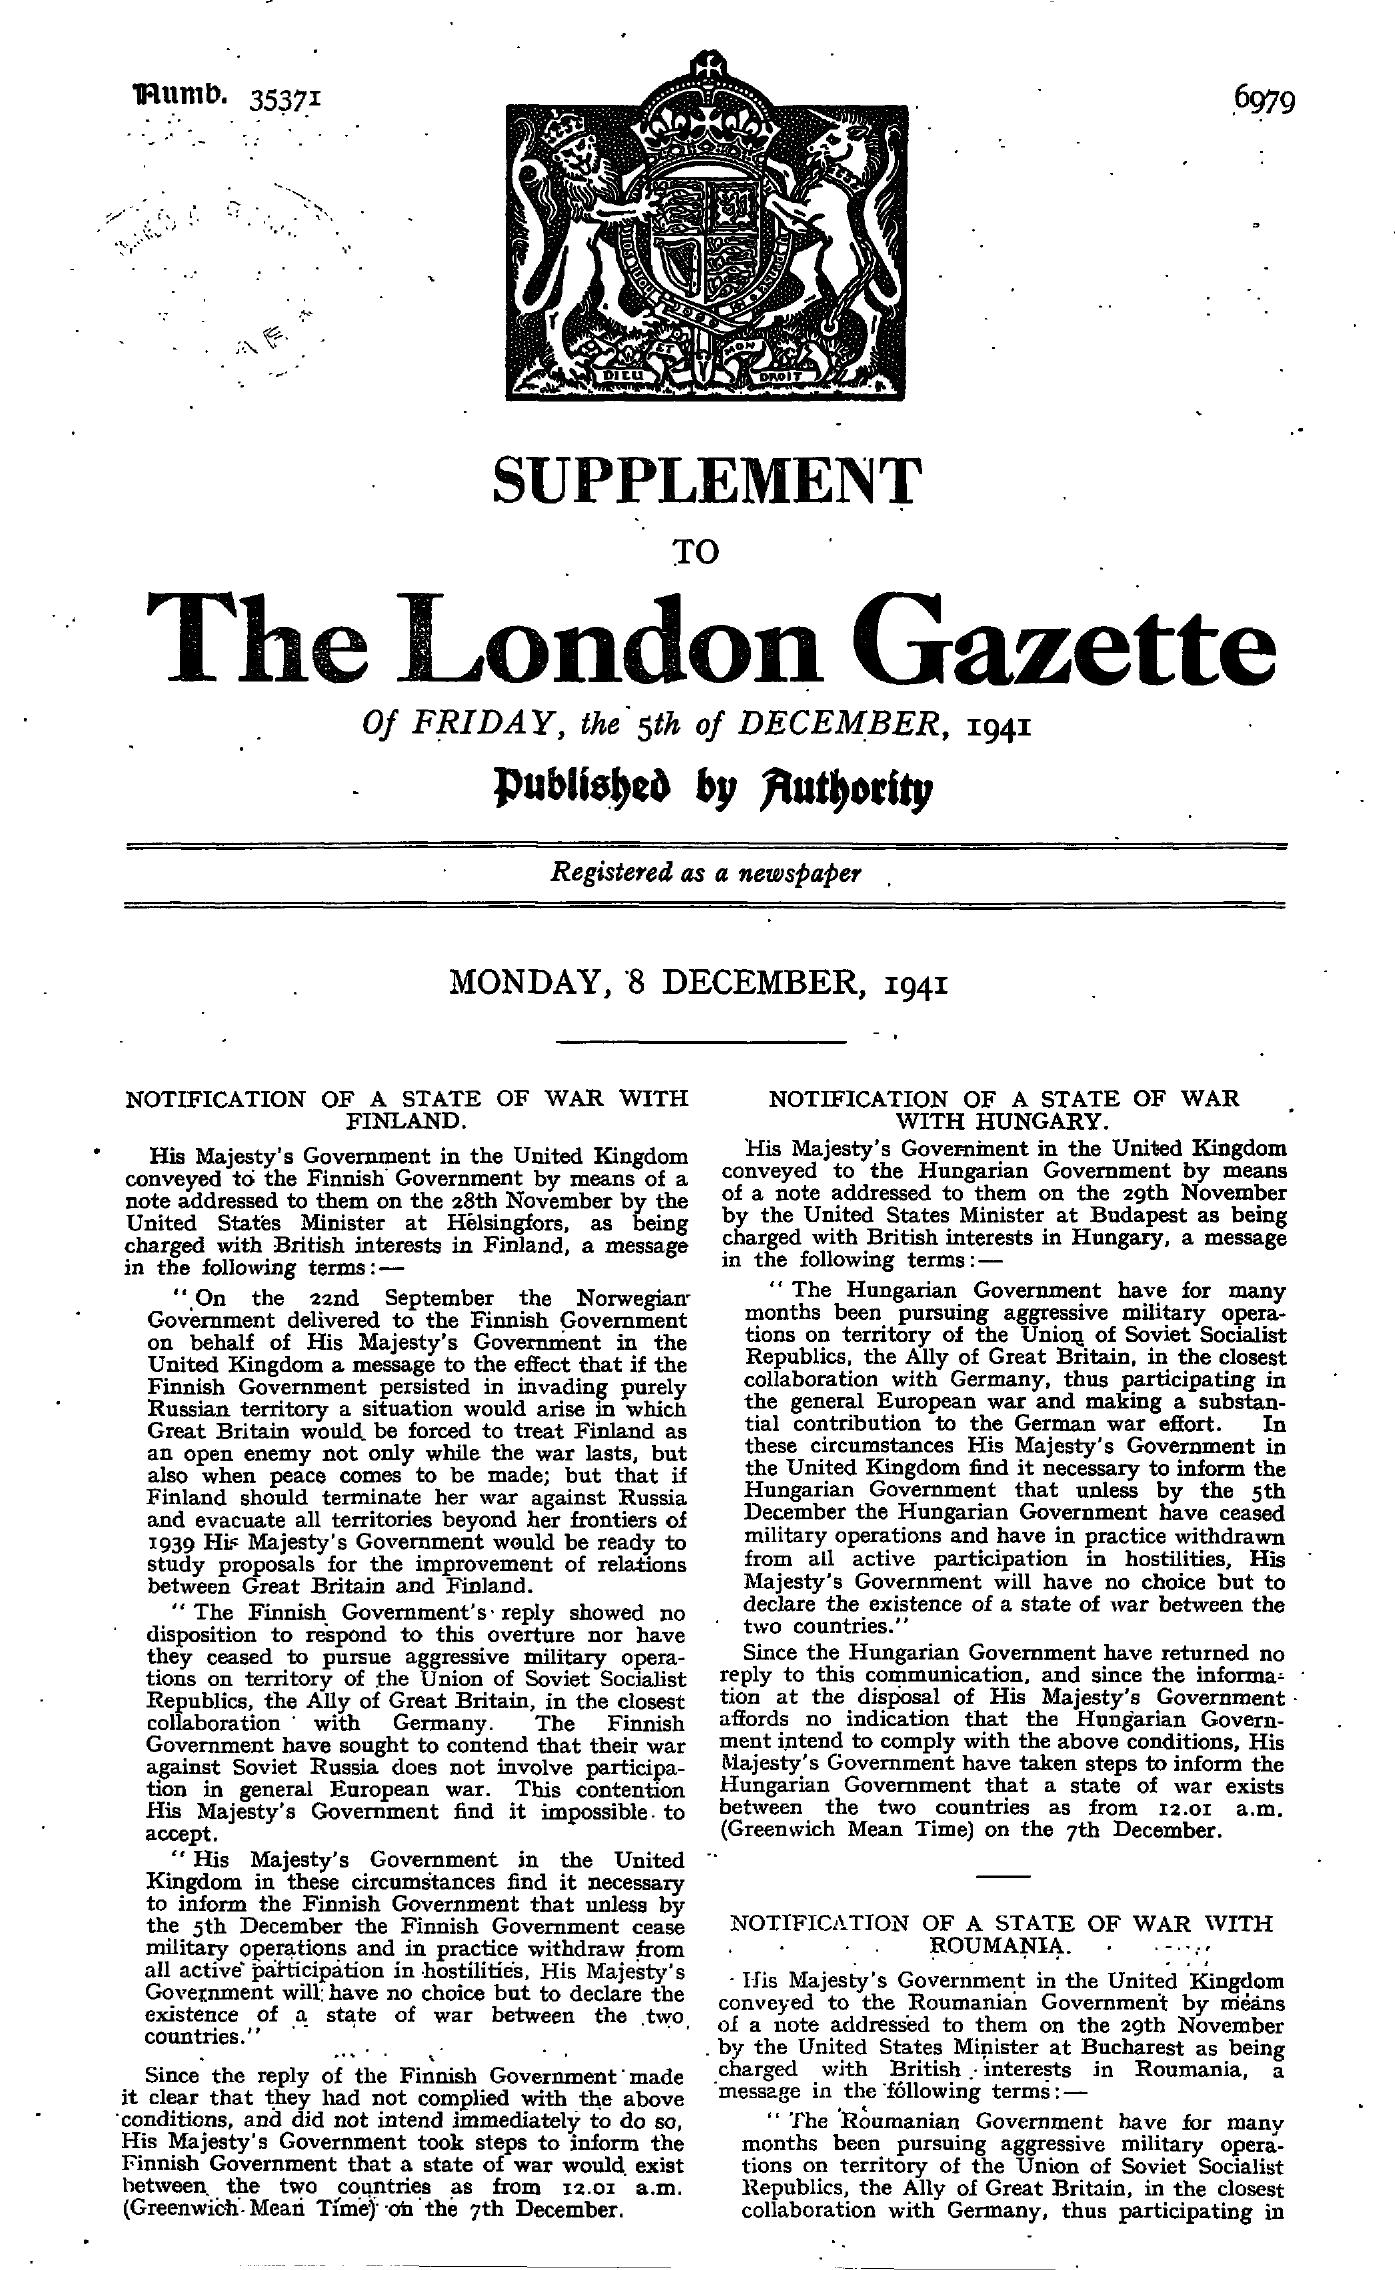 Numb. 35371
6979
DIEU ET MON DROIT
SUPPLEMENT
TO
The London Gazette
Of FRIDAY, the 5th of DECEMBER, 1941
Published by Authority
Registered as a newspaper
MONDAY, 8 DECEMBER, 1941
NOTIFICATION OF A STATE OF WAR WITH
FINLAND.
His Majesty's Government in the United Kingdom
conveyed to the Finnish Government by means of a
note addressed to them on the 28th November by the
United States Minister at Helsingfors, as being
charged with British interests in Finland, a message
in the following terms:—
" On the 22nd September the Norwegian
Government delivered to the Finnish Government
on behalf of His Majesty's Government in the
United Kingdom a message to the effect that if the
Finnish Government persisted in invading purely
Russian territory a situation would arise in which
Great Britain would be forced to treat Finland as
an open enemy not only while the war lasts, but
also when peace comes to be made; but that if
Finland should terminate her war against Russia
and evacuate all territories beyond her frontiers of
1939 His Majesty's Government would be ready to
study proposals for the improvement of relations
between Great Britain and Finland.
" The Finnish Government's reply showed no
disposition to respond to this overture nor have
they ceased to pursue aggressive military opera-
tions on territory of the Union of Soviet Socialist
Republics, the Ally of Great Britain, in the closest
collaboration with Germany. The Finnish
Government have sought to contend that their war
against Soviet Russia does not involve participa-
tion in general European war. This contention
His Majesty's Government find it impossible to
accept.
" His Majesty's Government in the United
Kingdom in these circumstances find it necessary
to inform the Finnish Government that unless by
the 5th December the Finnish Government cease
military operations and in practice withdraw from
all active participation in hostilities, His Majesty's
Government will have no choice but to declare the
existence of a state of war between the two
countries."
Since the reply of the Finnish Government made
it clear that they had not complied with the above
conditions, and did not intend immediately to do so,
His Majesty's Government took steps to inform the
Finnish Government that a state of war would exist
between the two countries as from 12.01 a.m.
(Greenwich Mean Time) on the 7th December.
NOTIFICATION OF A STATE OF WAR
WITH HUNGARY.
His Majesty's Government in the United Kingdom
conveyed to the Hungarian Government by means
of a note addressed to them on the 29th November
by the United States Minister at Budapest as being
charged with British interests in Hungary, a message
in the following terms:—
" The Hungarian Government have for many
months been pursuing aggressive military opera-
tions on territory of the Union of Soviet Socialist
Republics, the Ally of Great Britain, in the closest
collaboration with Germany, thus participating in
the general European war and making a substan-
tial contribution to the German war effort. In
these circumstances His Majesty's Government in
the United Kingdom find it necessary to inform the
Hungarian Government that unless by the 5th
December the Hungarian Government have ceased
military operations and have in practice withdrawn
from all active participation in hostilities, His
Majesty's Government will have no choice but to
declare the existence of a state of war between the
two countries."
Since the Hungarian Government have returned no
reply to this communication, and since the informa-
tion at the disposal of His Majesty's Government
affords no indication that the Hungarian Govern-
ment intend to comply with the above conditions, His
Majesty's Government have taken steps to inform the
Hungarian Government that a state of war exists
between the two countries as from 12.01 a.m.
(Greenwich Mean Time) on the 7th December.
NOTIFICATION OF A STATE OF WAR WITH
ROUMANIA.
His Majesty's Government in the United Kingdom
conveyed to the Roumanian Government by means
of a note addressed to them on the 29th November
by the United States Minister at Bucharest as being
charged with British interests in Roumania, a
message in the following terms:—
" The Roumanian Government have for many
months been pursuing aggressive military opera-
tions on territory of the Union of Soviet Socialist
Republics, the Ally of Great Britain, in the closest
collaboration with Germany, thus participating in